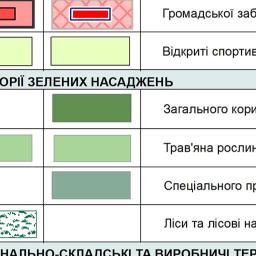 Громадської заб
Відкриті спортив
ОРІЇ ЗЕЛЕНИХ НАСАДЖЕНЬ
Загального кори
Трав'яна рослин
Спеціального пр
Ліси та лісові на
НАЛЬНО-СКЛАДСЬКІ ТА ВИРОБНИЧІ ТЕР